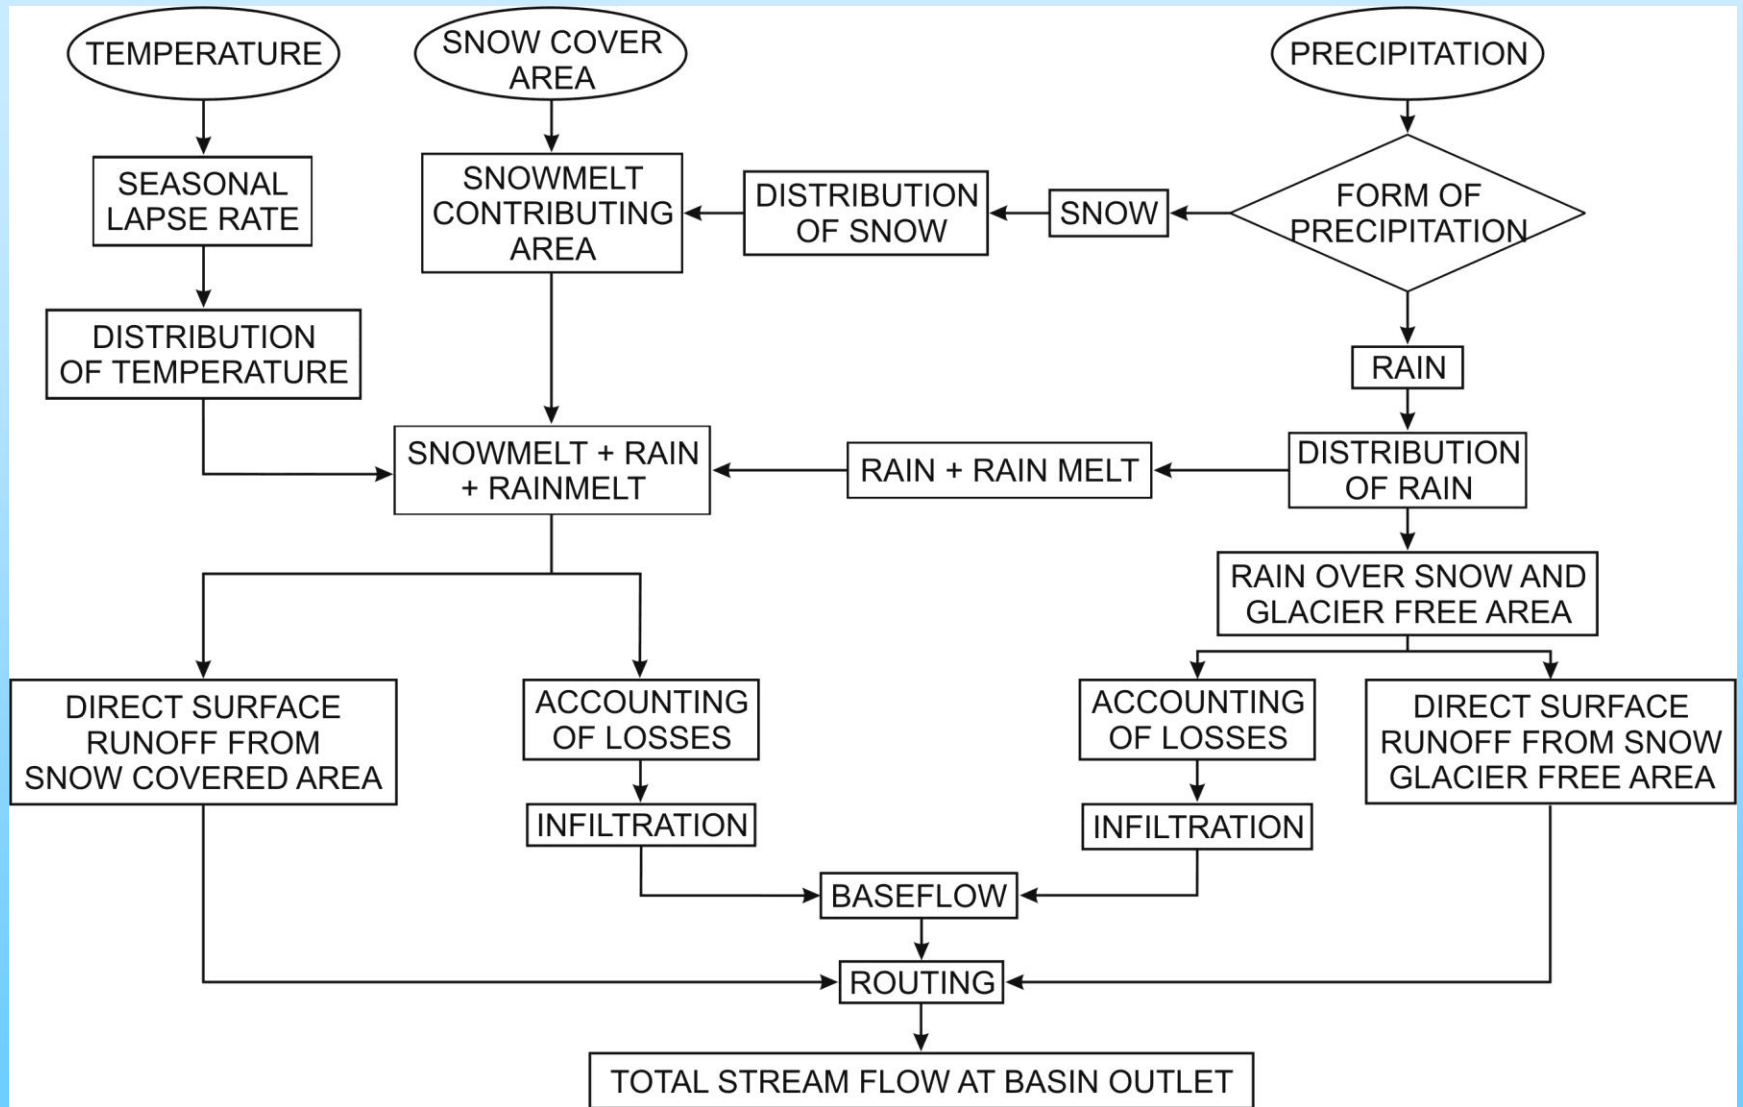 TEMPERATURE
SNOW COVER
AREA
PRECIPITATION
SEASONAL
LAPSE RATE
SNOWMELT
CONTRIBUTING
AREA
DISTRIBUTION
OF SNOW
SNOW
FORM OF
PRECIPITATION
DISTRIBUTION
OF TEMPERATURE
RAIN
SNOWMELT + RAIN
+ RAINMELT
RAIN + RAIN MELT
DISTRIBUTION
OF RAIN
RAIN OVER SNOW AND
GLACIER FREE AREA
DIRECT SURFACE
RUNOFF FROM
SNOW COVERED AREA
ACCOUNTING
OF LOSSES
ACCOUNTING
OF LOSSES
DIRECT SURFACE
RUNOFF FROM SNOW
GLACIER FREE AREA
INFILTRATION
INFILTRATION
BASEFLOW
ROUTING
TOTAL STREAM FLOW AT BASIN OUTLET